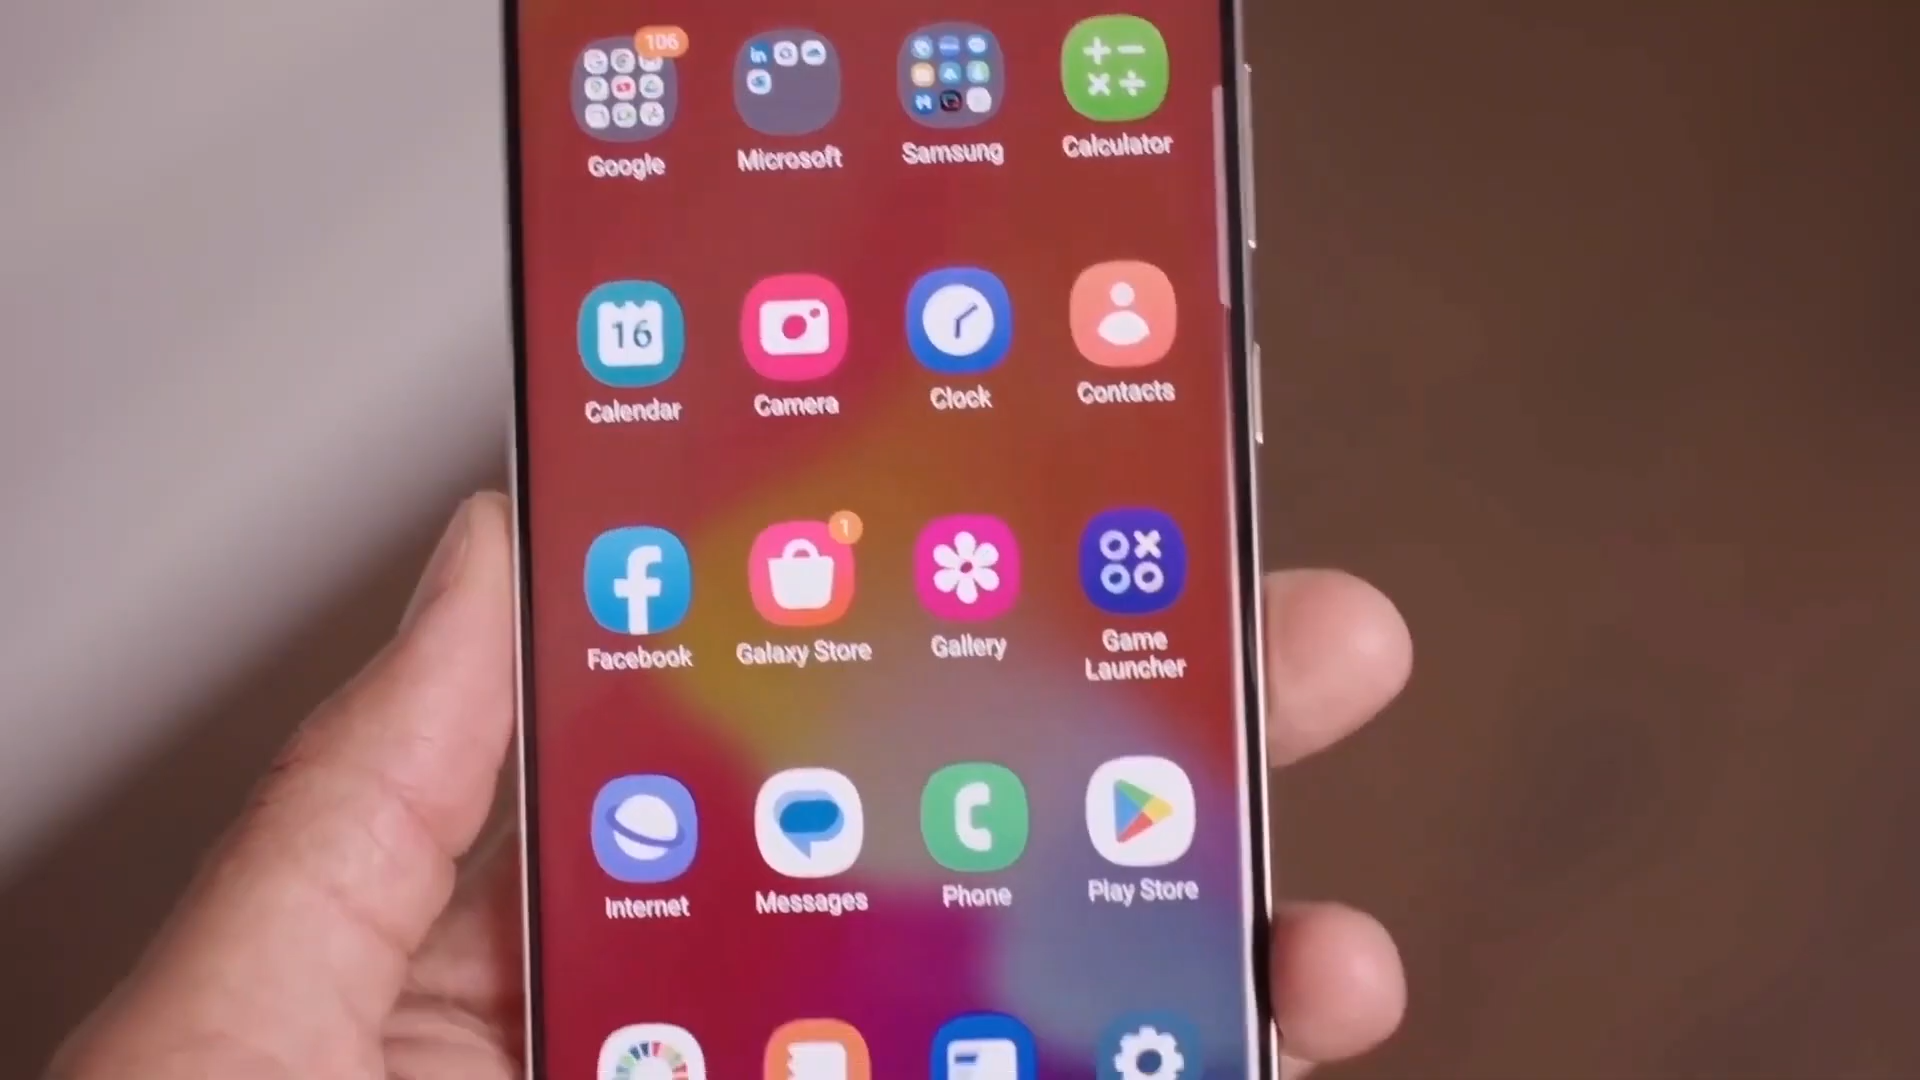 106
in
Google
Microsoft
Samsung
Calculator
16
Calendar
Camera
Clock
Contacts
f
1
Facebook
Galaxy Store
Gallery
Game
Launcher
Internet
Messages
Phone
Play Store